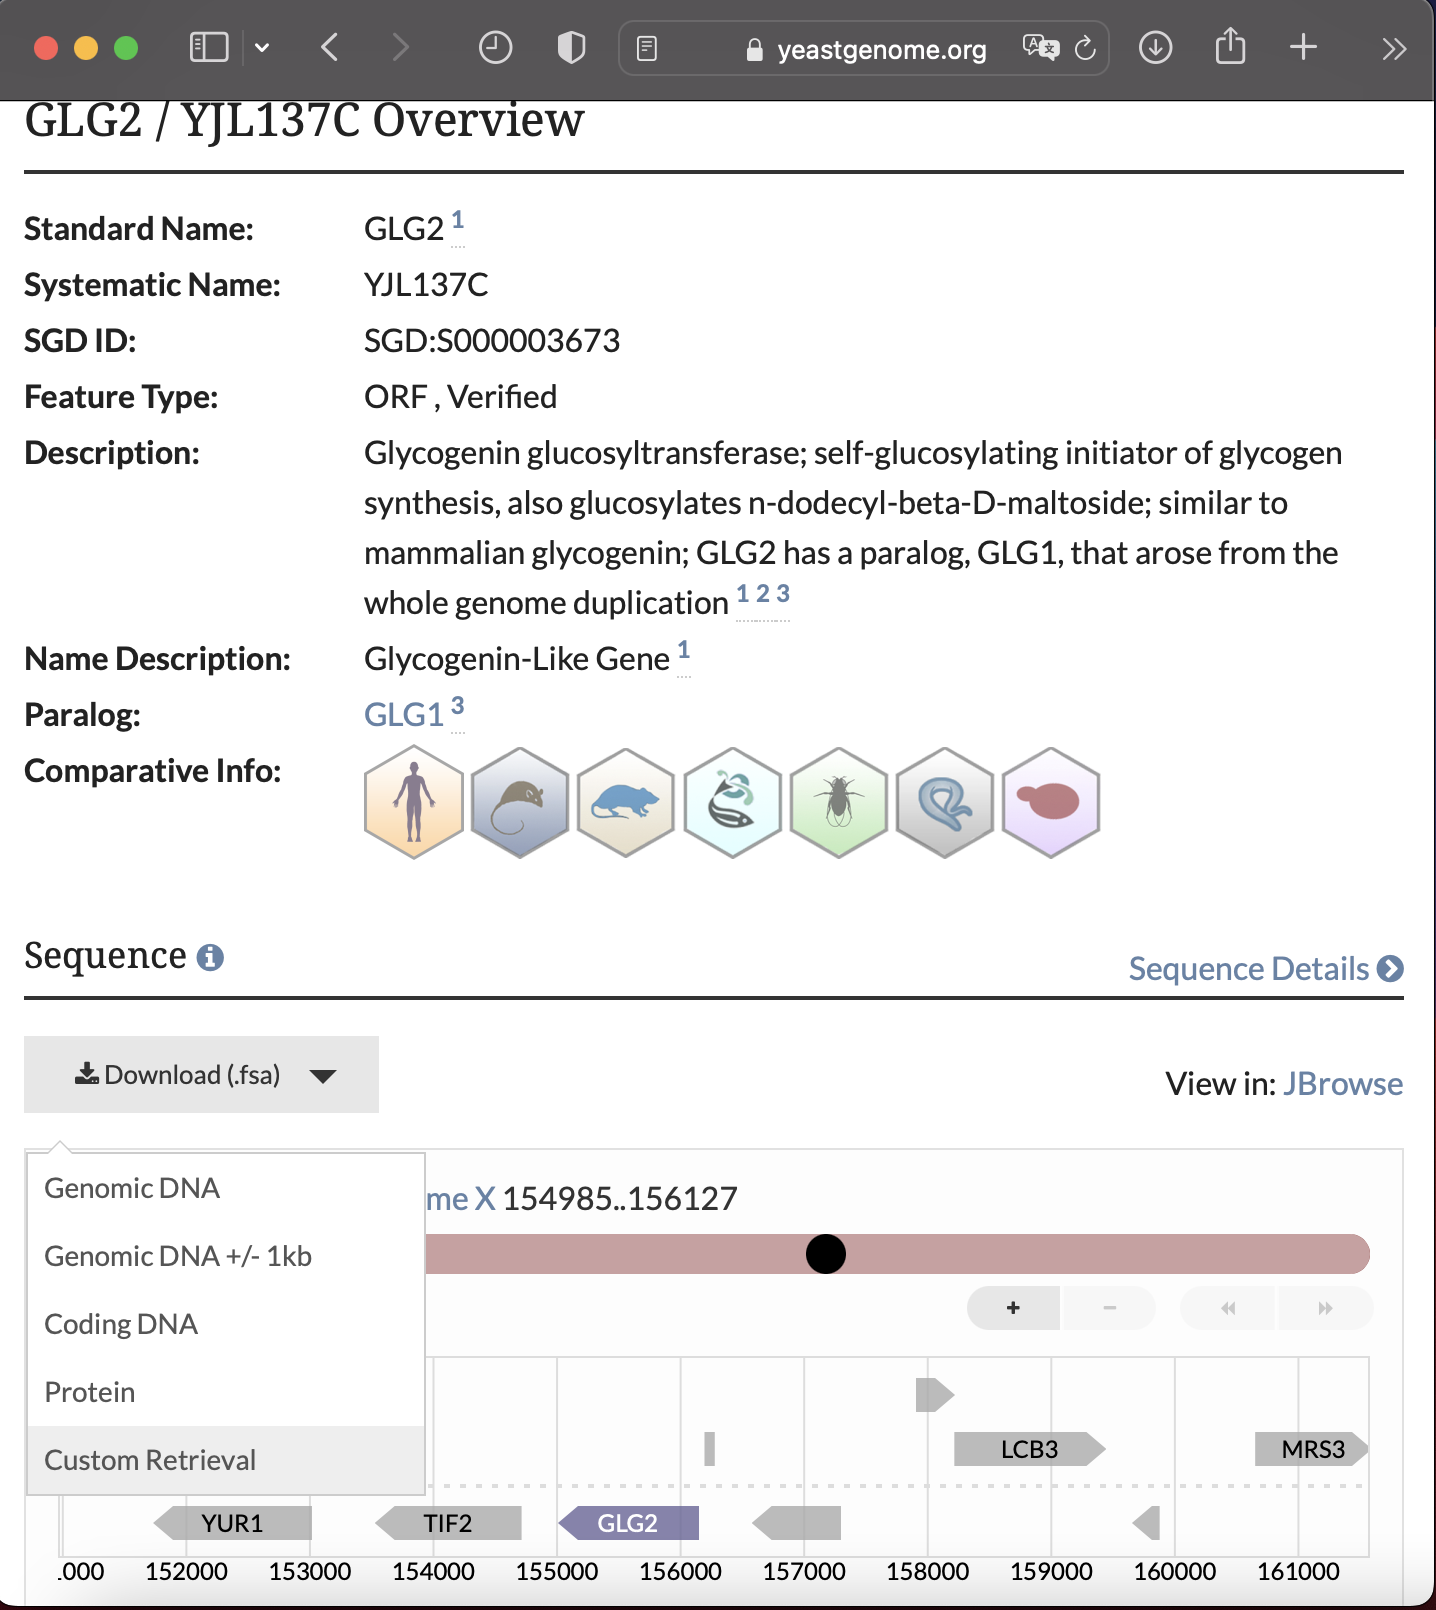 yeastgenome.org
GLG2 / YJL137C Overview
Standard Name: GLG2 1
Systematic Name: YJL137C
SGD ID: SGD:S000003673
Feature Type: ORF , Verified
Description: Glycogenin glucosyltransferase; self-glucosylating initiator of glycogen
synthesis, also glucosylates n-dodecyl-beta-D-maltoside; similar to
mammalian glycogenin; GLG2 has a paralog, GLG1, that arose from the
whole genome duplication 1 2 3
Name Description: Glycogenin-Like Gene 1
Paralog: GLG1 3
Comparative Info:
Sequence
Sequence Details
Download (.fsa)
View in: JBrowse
Genomic DNA
me X 154985..156127
Genomic DNA +/- 1kb
Coding DNA
Protein
Custom Retrieval
LCB3 MRS3
YUR1 TIF2 GLG2
.000 152000 153000 154000 155000 156000 157000 158000 159000 160000 161000